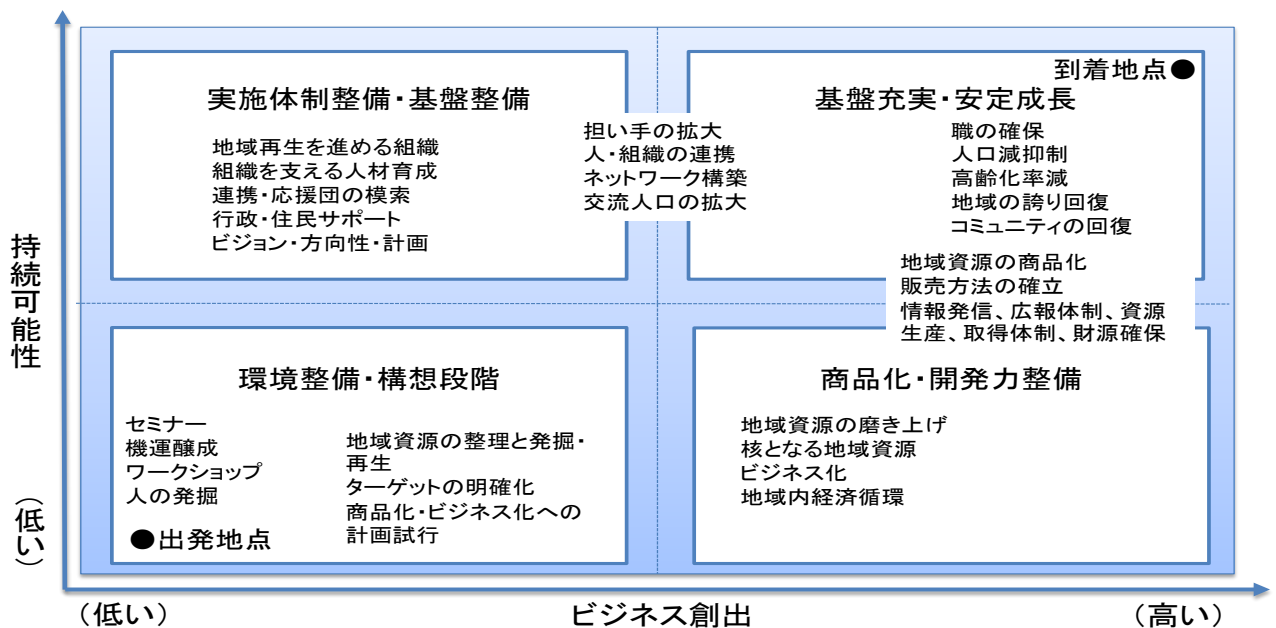 到着地点●
実施体制整備・基盤整備
地域再生を進める組織
組織を支える人材育成
連携・応援団の模索
行政・住民サポート
ビジョン・方向性・計画
担い手の拡大
人・組織の連携
ネットワーク構築
交流人口の拡大
基盤充実・安定成長
職の確保
人口減抑制
高齢化率減
地域の誇り回復
コミュニティの回復
地域資源の商品化
販売方法の確立
情報発信、広報体制、資源
生産、取得体制、財源確保
持続可能性
（低い）
環境整備・構想段階
セミナー
機運醸成
ワークショップ
人の発掘
●出発地点
地域資源の整理と発掘・
再生
ターゲットの明確化
商品化・ビジネス化への
計画試行
商品化・開発力整備
地域資源の磨き上げ
核となる地域資源
ビジネス化
地域内経済循環
（低い）
ビジネス創出
（高い）